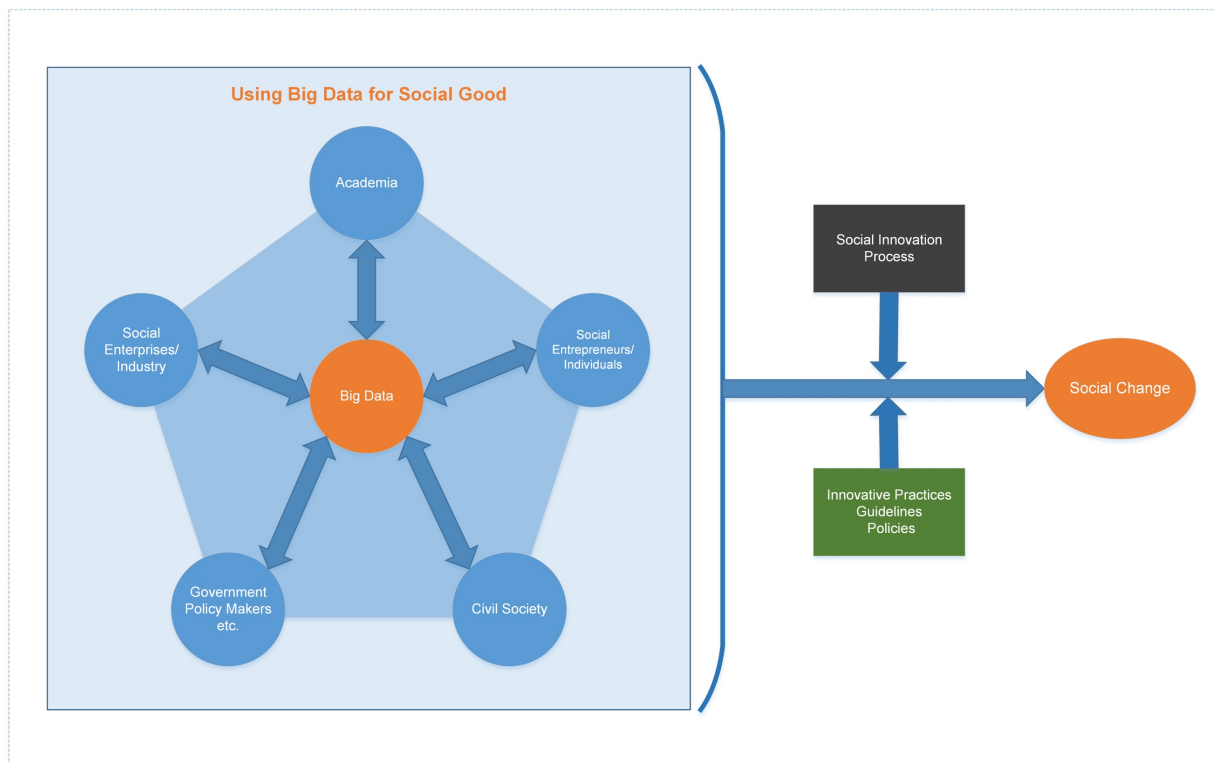 Using Big Data for Social Good
Academia
Social
Enterprises/
Industry
Social
Entrepreneurs/
Individuals
Big Data
Government
Policy Makers
etc.
Civil Society
Social Innovation
Process
Social Change
Innovative Practices
Guidelines
Policies